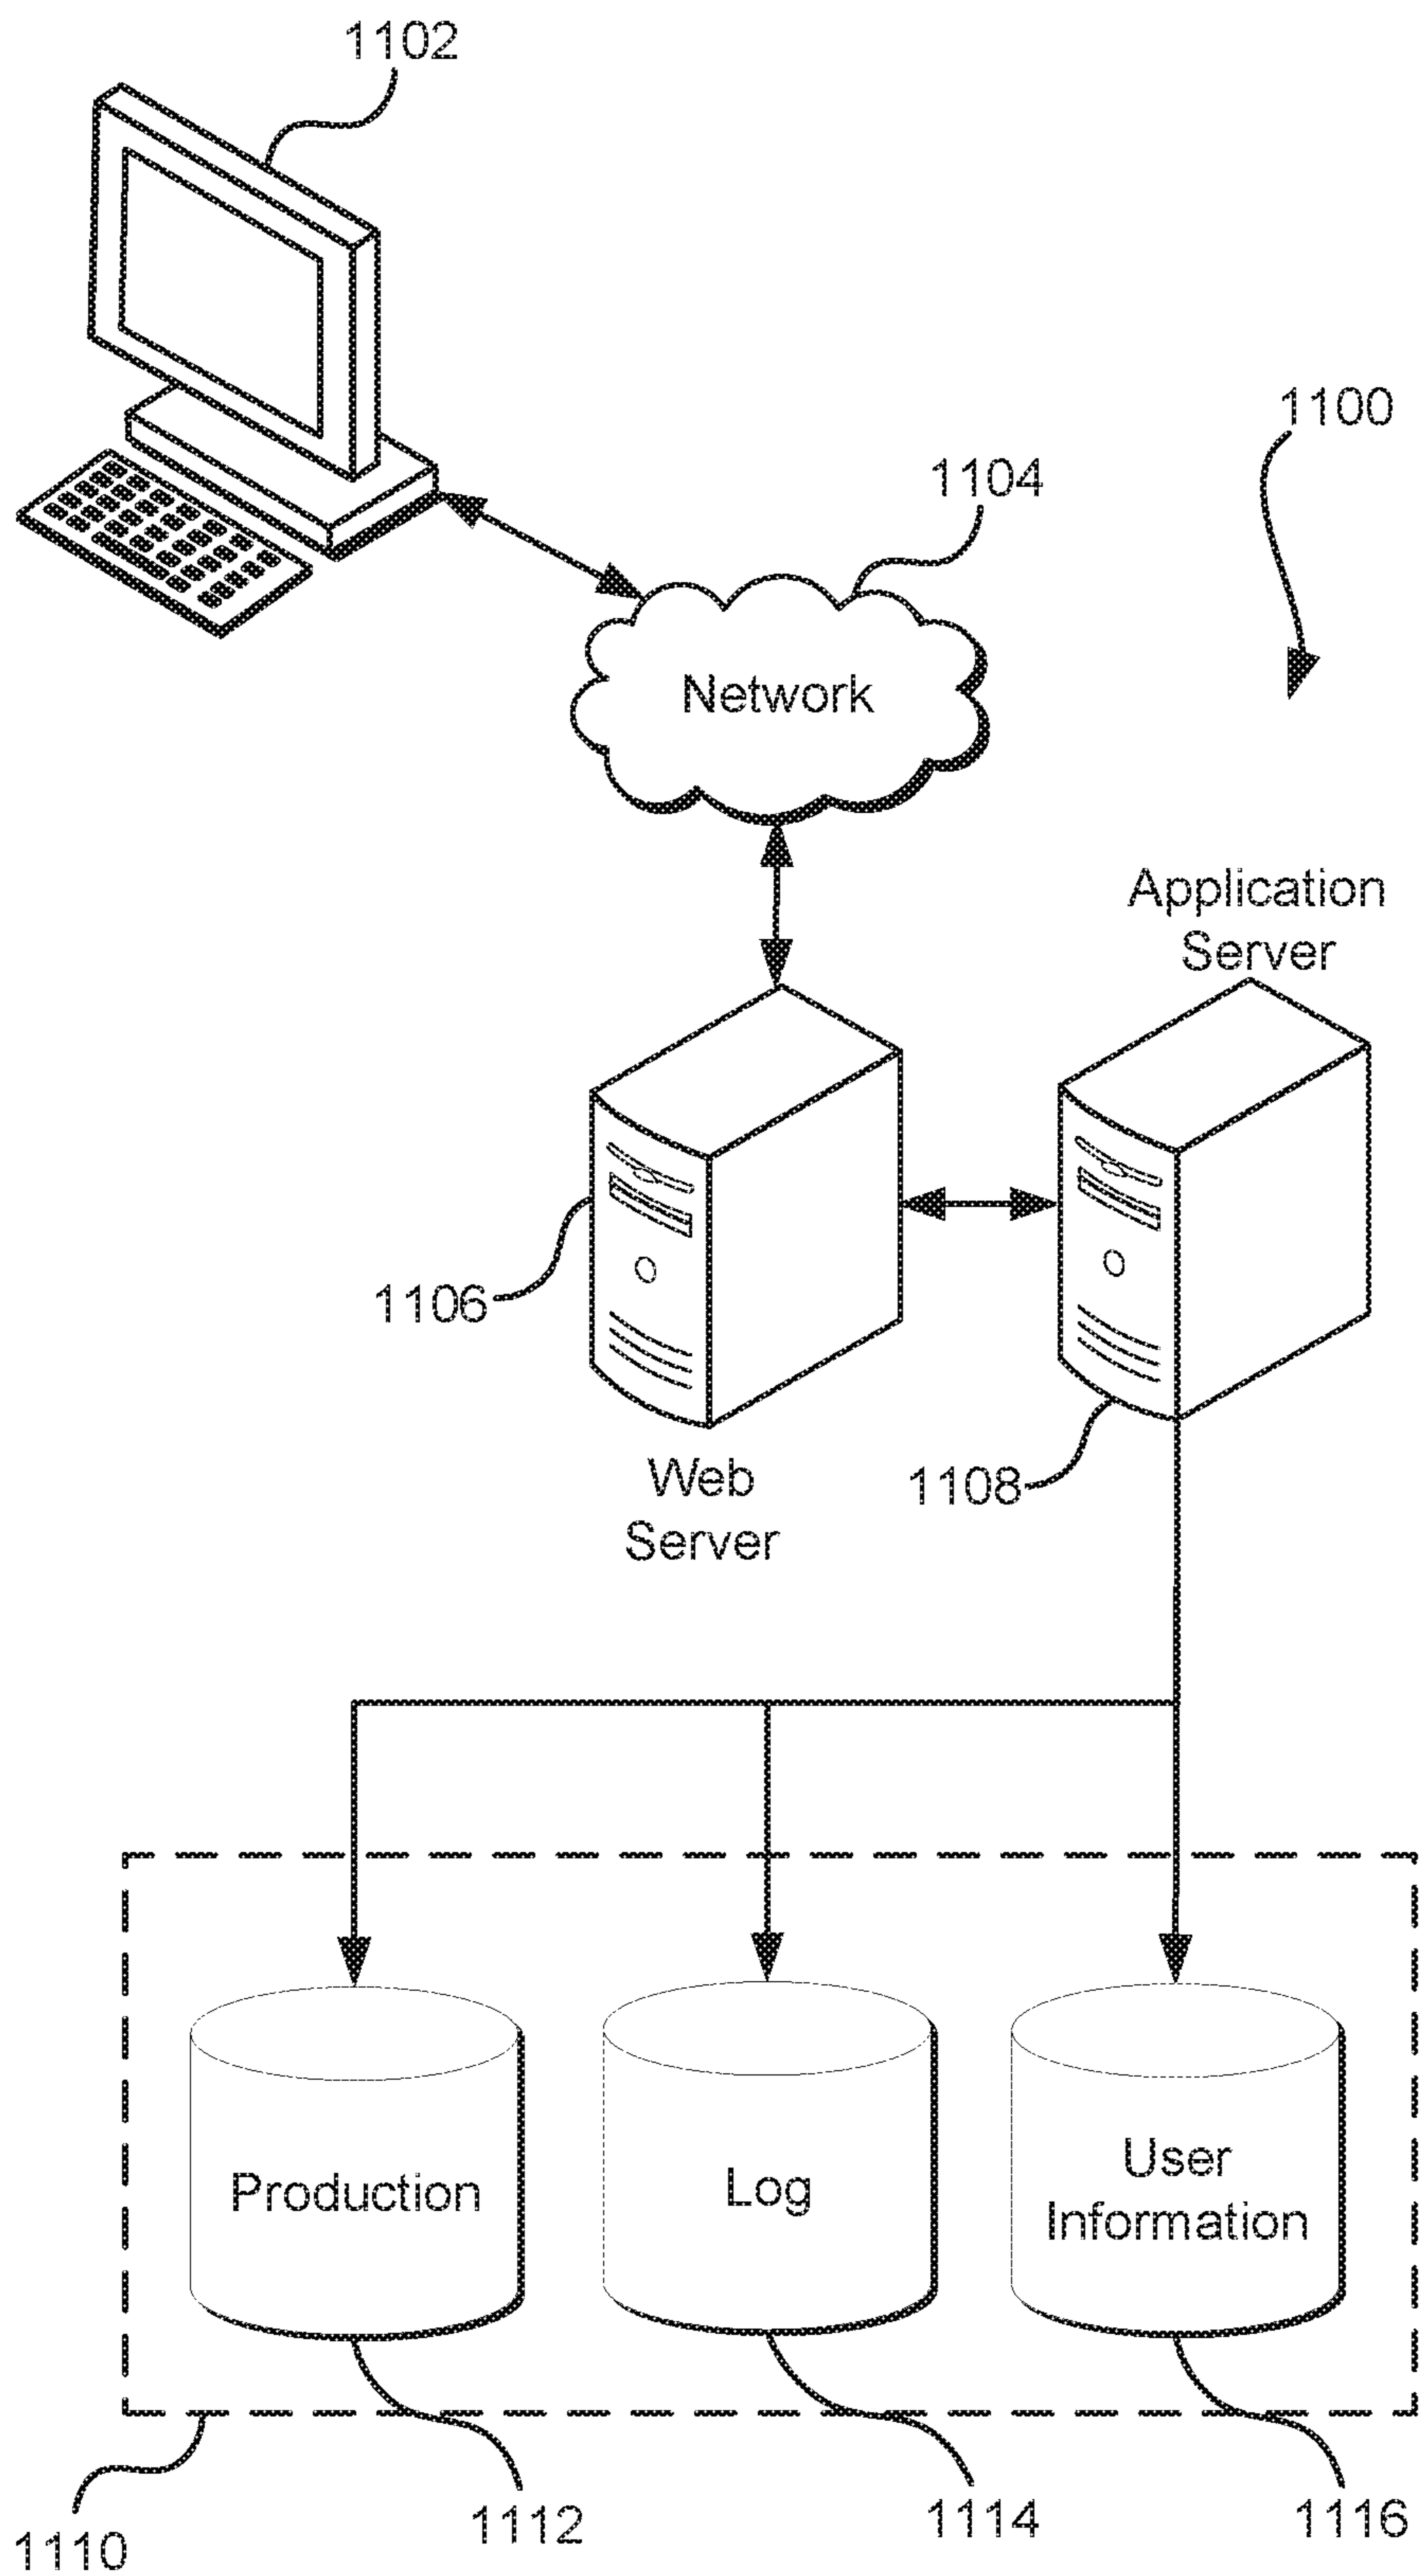 1102
1100
1104
Network
Application
Server
1106
Web
Server
1108
Production
Log
User
Information
1110
1112
1114
1116